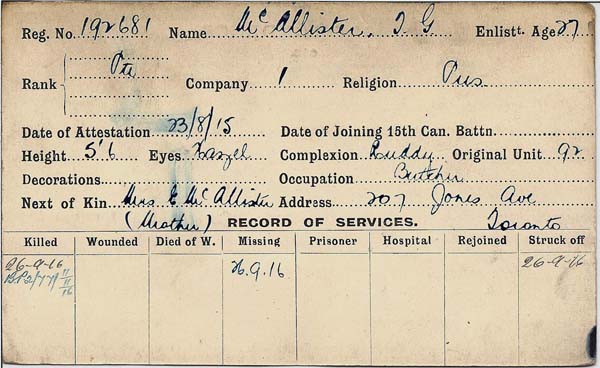 Reg. No. 192681 Name McAllister, T G Enlistt. Age 27
Rank Pte Company 1 Religion Pres
Date of Attestation 23/8/15 Date of Joining 15th Can. Battn.
Height 5'6 Eyes Hazel Complexion Ruddy Original Unit 92
Decorations Occupation Butcher
Next of Kin Mrs E McAllister Address 207 Jones Ave
(Mother) RECORD OF SERVICES. Toronto
Killed Wounded Died of W. Missing Prisoner Hospital Rejoined Struck off
26-9-16 26.9.16 26-9-16
11/11/16